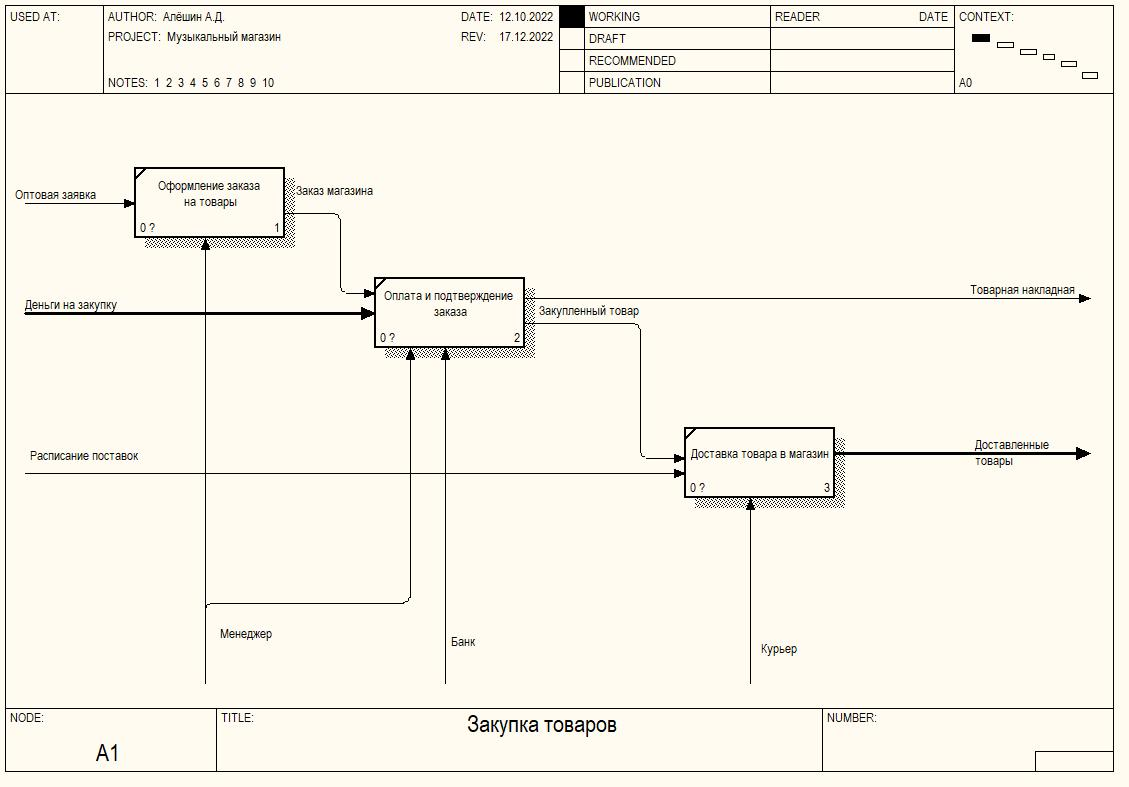 USED AT:
AUTHOR: Алёшин А.Д.
DATE: 12.10.2022
WORKING
READER
DATE
CONTEXT:
PROJECT: Музыкальный магазин
REV: 17.12.2022
DRAFT
RECOMMENDED
NOTES: 1 2 3 4 5 6 7 8 9 10
PUBLICATION
A0
Оптовая заявка
Оформление заказа
на товары
0 ?
1
Заказ магазина
Деньги на закупку
Оплата и подтверждение
заказа
0 ?
2
Товарная накладная
Закупленный товар
Расписание поставок
Доставка товара в магазин
0 ?
3
Доставленные
товары
Менеджер
Банк
Курьер
NODE:
A1
TITLE:
Закупка товаров
NUMBER: